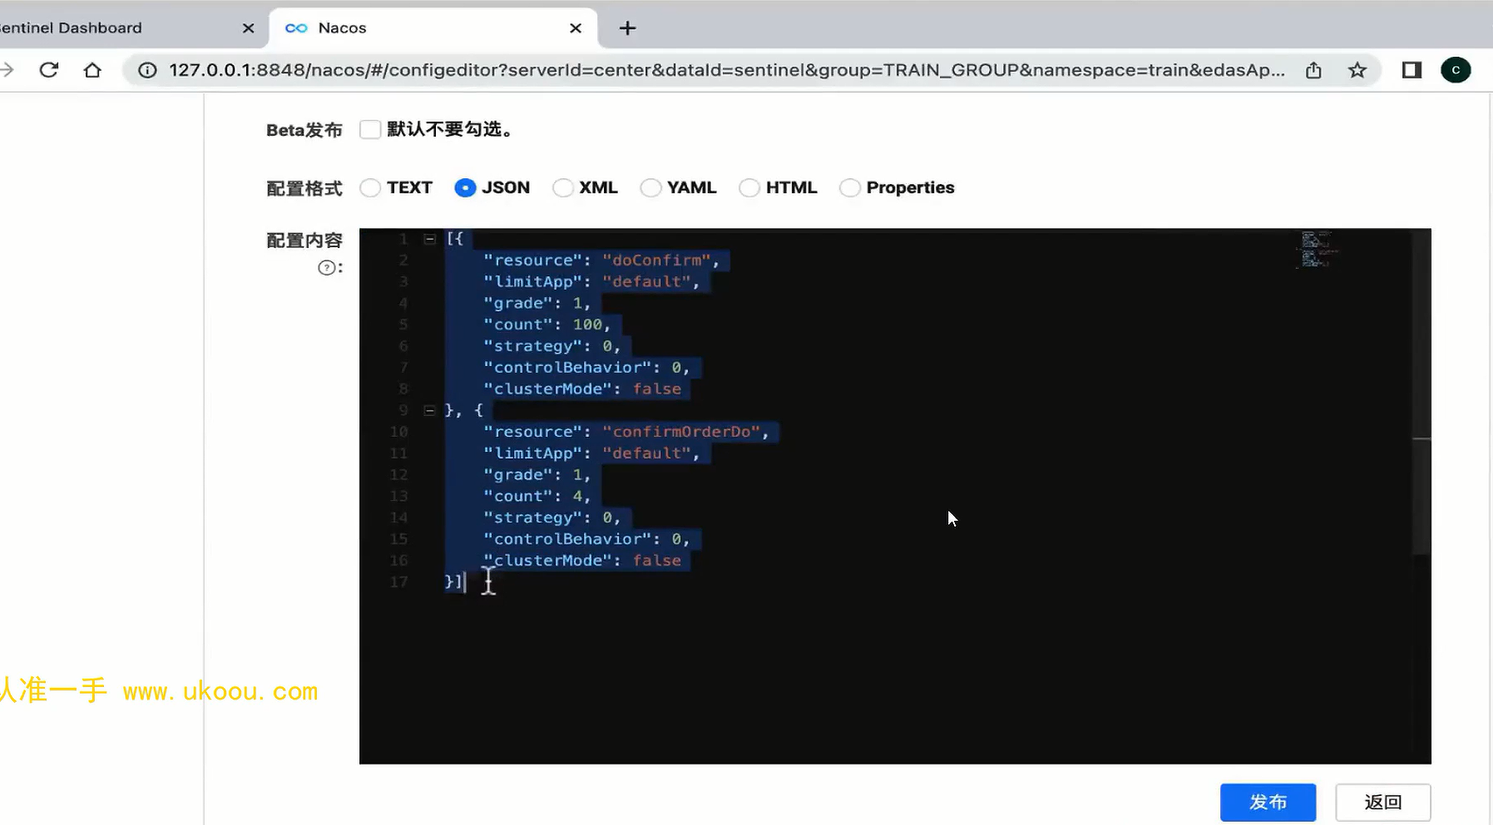 entinel Dashboard
Nacos
127.0.0.1:8848/nacos/#/configeditor?serverId=center&dataId=sentinel&group=TRAIN_GROUP&namespace=train&edasAp...
C
Beta发布 默认不要勾选。
配置格式 TEXT JSON XML YAML HTML Properties
配置内容
?:
1 [{
2 "resource": "doConfirm",
3 "limitApp": "default",
4 "grade": 1,
5 "count": 100,
6 "strategy": 0,
7 "controlBehavior": 0,
8 "clusterMode": false
9 }, {
10 "resource": "confirmOrderDo",
11 "limitApp": "default",
12 "grade": 1,
13 "count": 4,
14 "strategy": 0,
15 "controlBehavior": 0,
16 "clusterMode": false
17 }]
认准一手 www.ukoou.com
发布 返回